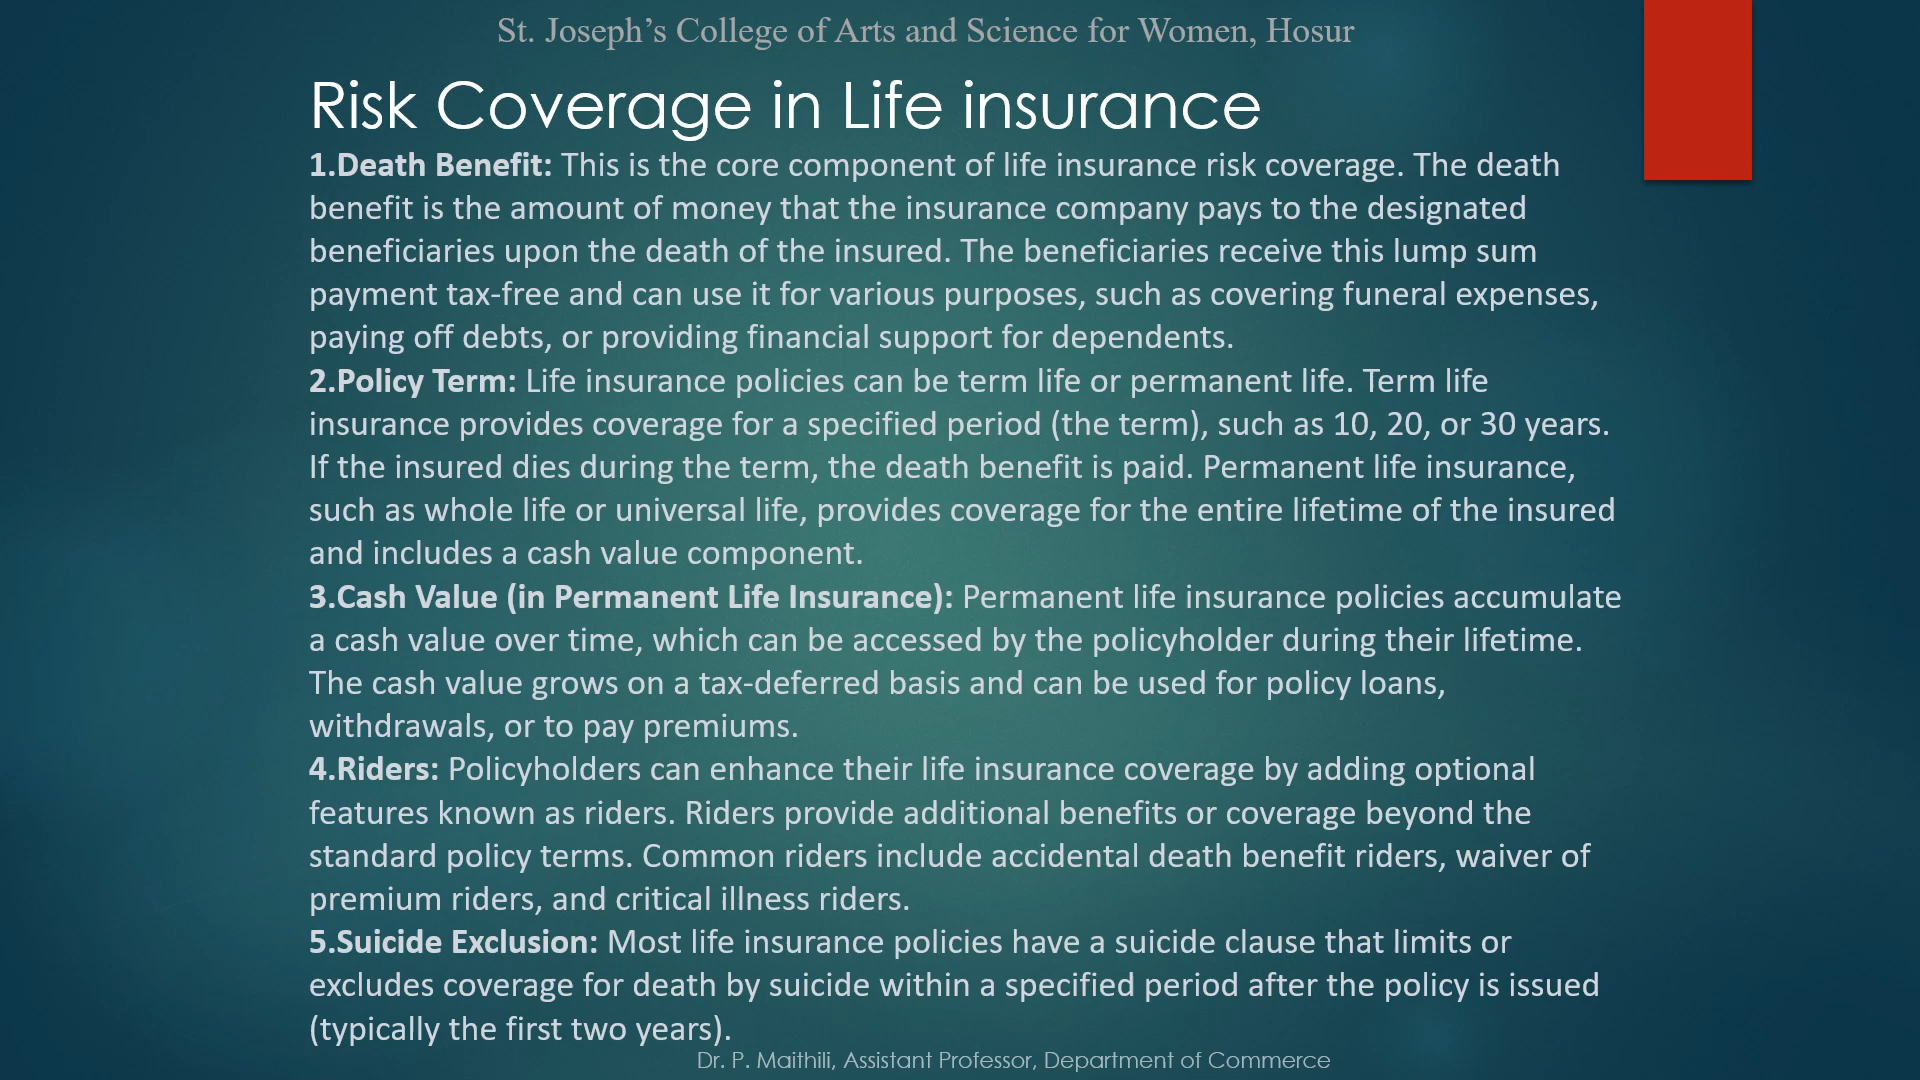 St. Joseph’s College of Arts and Science for Women, Hosur
Risk Coverage in Life insurance
1.Death Benefit: This is the core component of life insurance risk coverage. The death
benefit is the amount of money that the insurance company pays to the designated
beneficiaries upon the death of the insured. The beneficiaries receive this lump sum
payment tax-free and can use it for various purposes, such as covering funeral expenses,
paying off debts, or providing financial support for dependents.
2.Policy Term: Life insurance policies can be term life or permanent life. Term life
insurance provides coverage for a specified period (the term), such as 10, 20, or 30 years.
If the insured dies during the term, the death benefit is paid. Permanent life insurance,
such as whole life or universal life, provides coverage for the entire lifetime of the insured
and includes a cash value component.
3.Cash Value (in Permanent Life Insurance): Permanent life insurance policies accumulate
a cash value over time, which can be accessed by the policyholder during their lifetime.
The cash value grows on a tax-deferred basis and can be used for policy loans,
withdrawals, or to pay premiums.
4.Riders: Policyholders can enhance their life insurance coverage by adding optional
features known as riders. Riders provide additional benefits or coverage beyond the
standard policy terms. Common riders include accidental death benefit riders, waiver of
premium riders, and critical illness riders.
5.Suicide Exclusion: Most life insurance policies have a suicide clause that limits or
excludes coverage for death by suicide within a specified period after the policy is issued
(typically the first two years).
Dr. P. Maithili, Assistant Professor, Department of Commerce